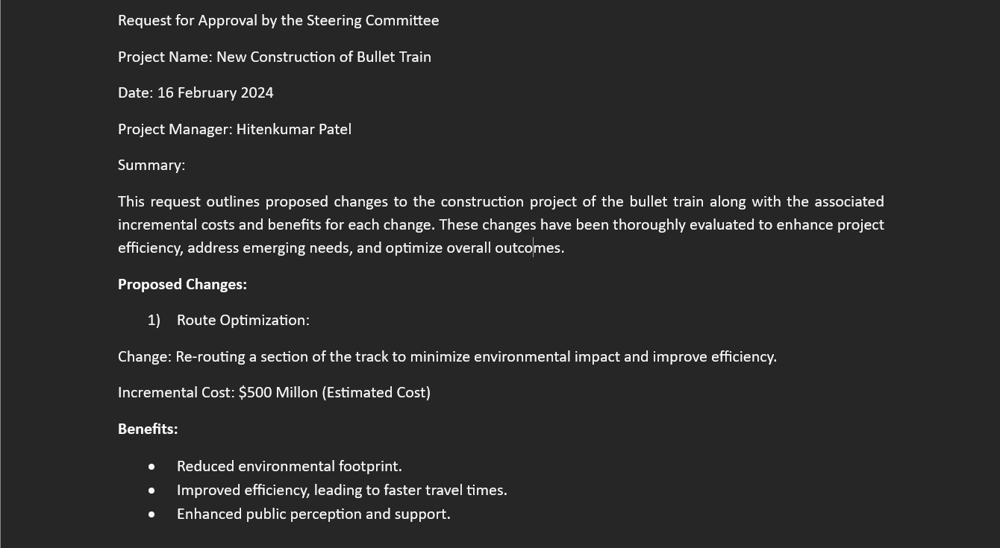 Request for Approval by the Steering Committee
Project Name: New Construction of Bullet Train
Date: 16 February 2024
Project Manager: Hitenkumar Patel
Summary:
This request outlines proposed changes to the construction project of the bullet train along with the associated
incremental costs and benefits for each change. These changes have been thoroughly evaluated to enhance project
efficiency, address emerging needs, and optimize overall outcomes.
Proposed Changes:
1) Route Optimization:
Change: Re-routing a section of the track to minimize environmental impact and improve efficiency.
Incremental Cost: $500 Millon (Estimated Cost)
Benefits:
• Reduced environmental footprint.
• Improved efficiency, leading to faster travel times.
• Enhanced public perception and support.